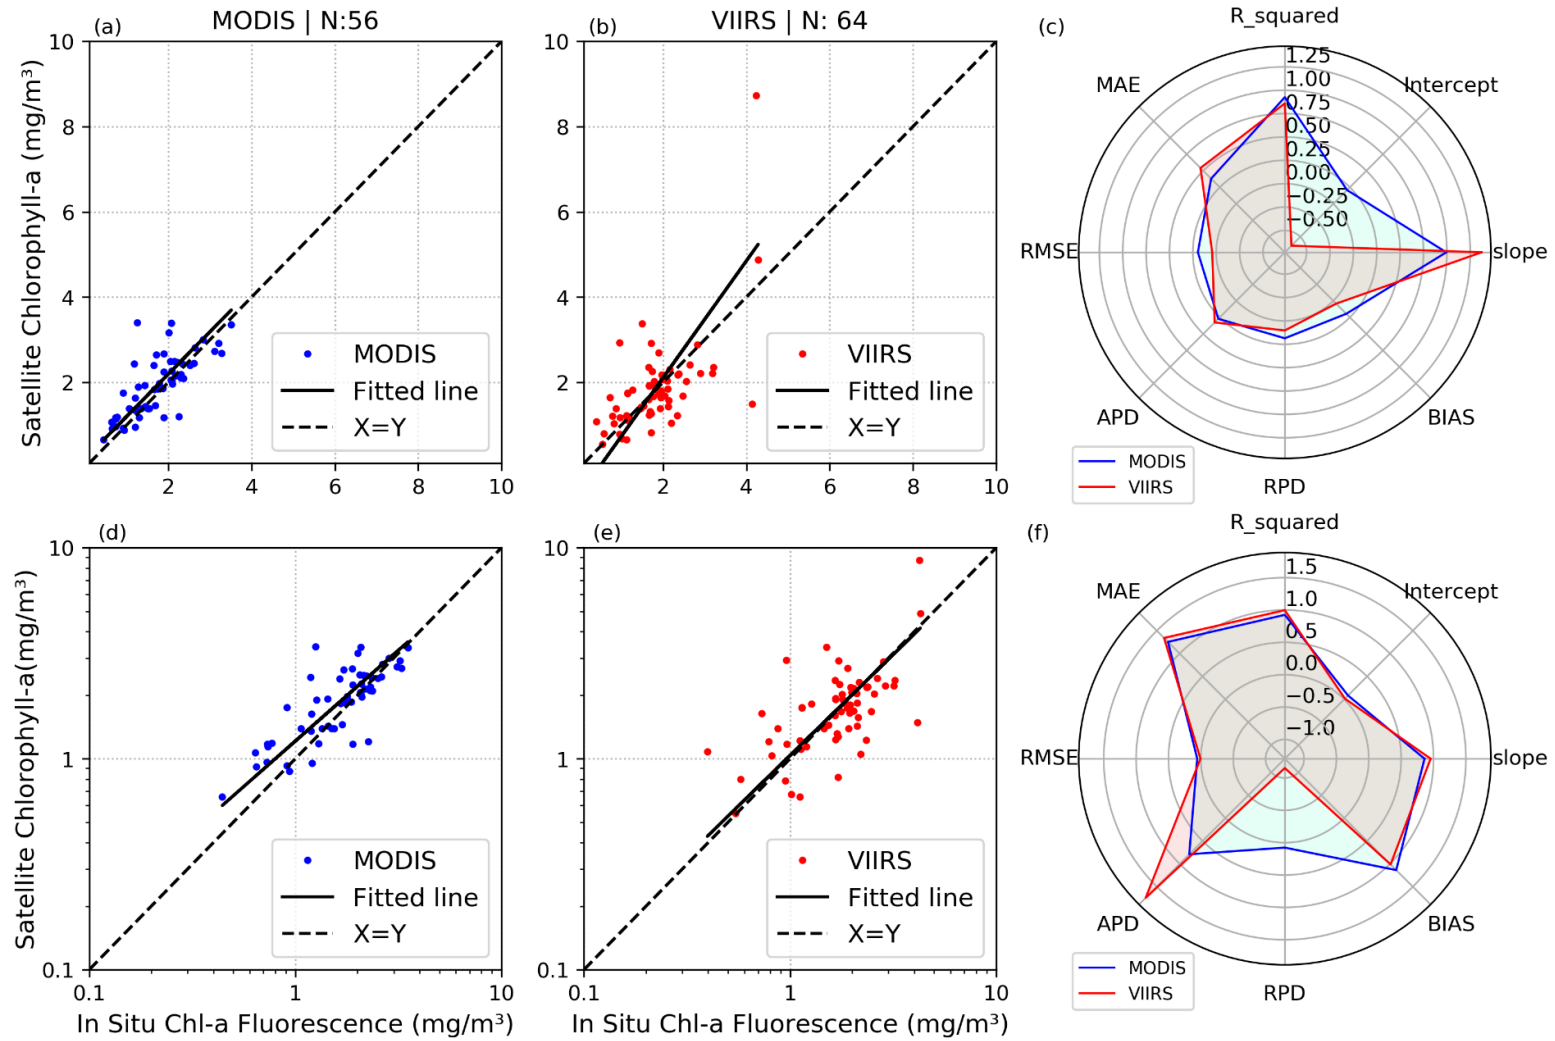 MODIS | N:56
(a)
Satellite Chlorophyll-a (mg/m³)
10
8
6
4
2
2
4
6
8
10
MODIS
Fitted line
X=Y
VIIRS | N: 64
(b)
10
8
6
4
2
2
4
6
8
10
VIIRS
Fitted line
X=Y
(c)
R_squared
Intercept
slope
BIAS
RPD
APD
RMSE
MAE
1.25
1.00
0.75
0.50
0.25
0.00
−0.25
−0.50
MODIS
VIIRS
(d)
Satellite Chlorophyll-a(mg/m³)
10
1
0.1
0.1
1
10
In Situ Chl-a Fluorescence (mg/m³)
MODIS
Fitted line
X=Y
(e)
10
1
0.1
0.1
1
10
In Situ Chl-a Fluorescence (mg/m³)
VIIRS
Fitted line
X=Y
(f)
R_squared
Intercept
slope
BIAS
RPD
APD
RMSE
MAE
1.5
1.0
0.5
0.0
−0.5
−1.0
MODIS
VIIRS